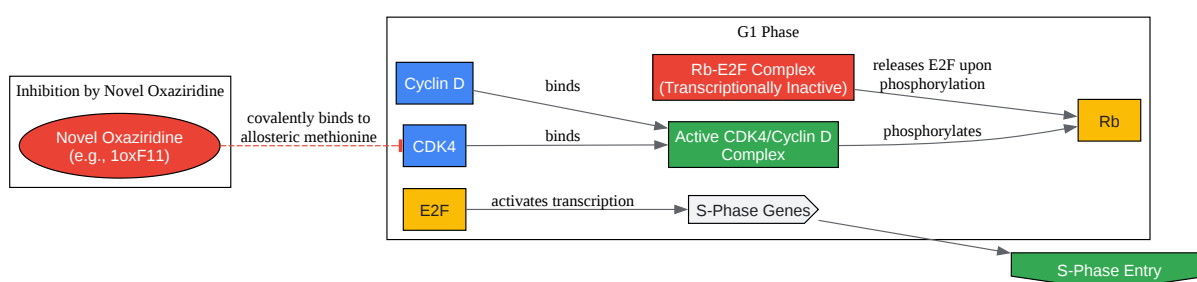 G1 Phase
Inhibition by Novel Oxaziridine
Novel Oxaziridine
(e.g., 1oxF11)
covalently binds to
allosteric methionine
Cyclin D
binds
CDK4
binds
Rb-E2F Complex
(Transcriptionally Inactive)
releases E2F upon
phosphorylation
Active CDK4/Cyclin D
Complex
phosphorylates
Rb
E2F
activates transcription
S-Phase Genes
S-Phase Entry